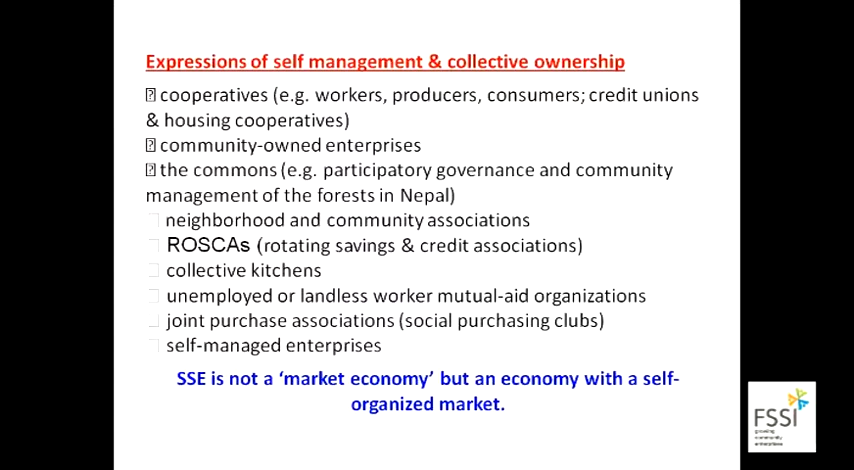 Expressions of self management & collective ownership
cooperatives (e.g. workers, producers, consumers; credit unions
& housing cooperatives)
community-owned enterprises
the commons (e.g. participatory governance and community
management of the forests in Nepal)
neighborhood and community associations
ROSCAs (rotating savings & credit associations)
collective kitchens
unemployed or landless worker mutual-aid organizations
joint purchase associations (social purchasing clubs)
self-managed enterprises
SSE is not a ‘market economy’ but an economy with a self-
organized market.
FSSI
growing
community
enterprises